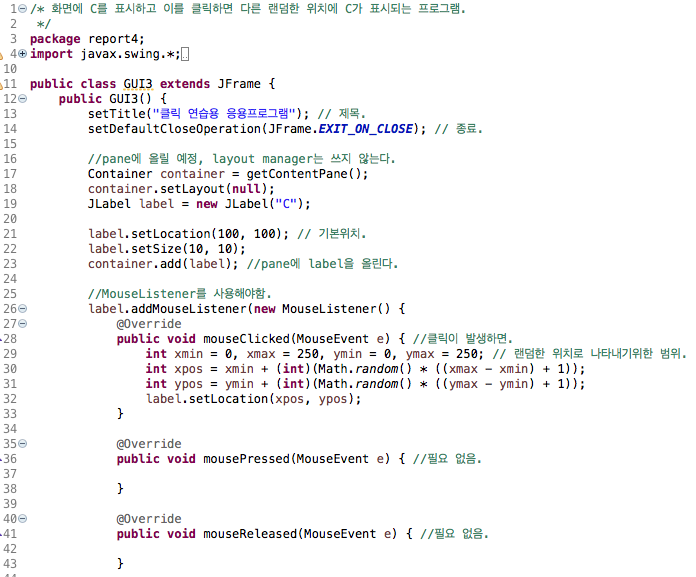 1 /* 화면에 C를 표시하고 이를 클릭하면 다른 랜덤한 위치에 C가 표시되는 프로그램.
2  */
3 package report4;
4 import javax.swing.*;
10
11 public class GUI3 extends JFrame {
12     public GUI3() {
13         setTitle("클릭 연습용 응용프로그램"); // 제목.
14         setDefaultCloseOperation(JFrame.EXIT_ON_CLOSE); // 종료.
15
16         //pane에 올릴 예정, layout manager는 쓰지 않는다.
17         Container container = getContentPane();
18         container.setLayout(null);
19         JLabel label = new JLabel("C");
20
21         label.setLocation(100, 100); // 기본위치.
22         label.setSize(10, 10);
23         container.add(label); //pane에 label을 올린다.
24
25         //MouseListener를 사용해야함.
26         label.addMouseListener(new MouseListener() {
27             @Override
28             public void mouseClicked(MouseEvent e) { //클릭이 발생하면.
29                 int xmin = 0, xmax = 250, ymin = 0, ymax = 250; // 랜덤한 위치로 나타내기위한 범위.
30                 int xpos = xmin + (int)(Math.random() * ((xmax - xmin) + 1));
31                 int ypos = ymin + (int)(Math.random() * ((ymax - ymin) + 1));
32                 label.setLocation(xpos, ypos);
33             }
34
35             @Override
36             public void mousePressed(MouseEvent e) { //필요 없음.
37
38             }
39
40             @Override
41             public void mouseReleased(MouseEvent e) { //필요 없음.
42
43             }